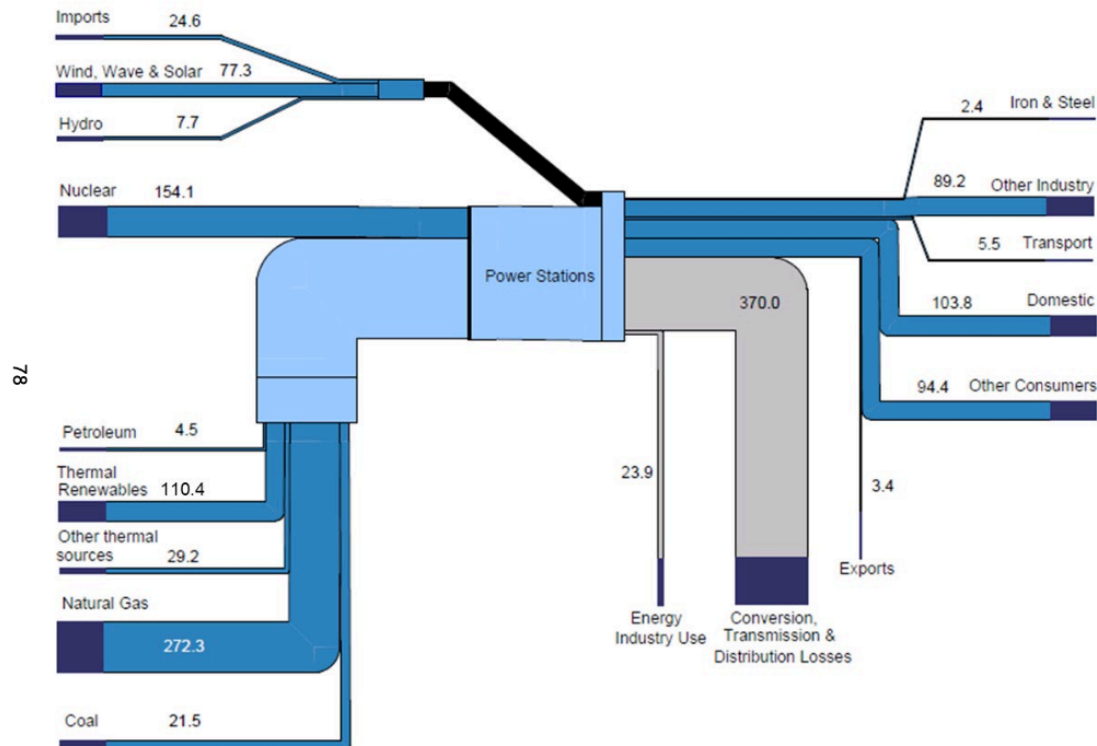 Imports 24.6
Wind, Wave & Solar 77.3
Hydro 7.7
Nuclear 154.1
Power Stations
2.4 Iron & Steel
89.2 Other Industry
5.5 Transport
370.0
103.8 Domestic
94.4 Other Consumers
78
Petroleum 4.5
Thermal
Renewables 110.4
Other thermal
sources 29.2
Natural Gas
272.3
Coal 21.5
23.9
3.4
Exports
Energy
Industry Use
Conversion,
Transmission &
Distribution Losses